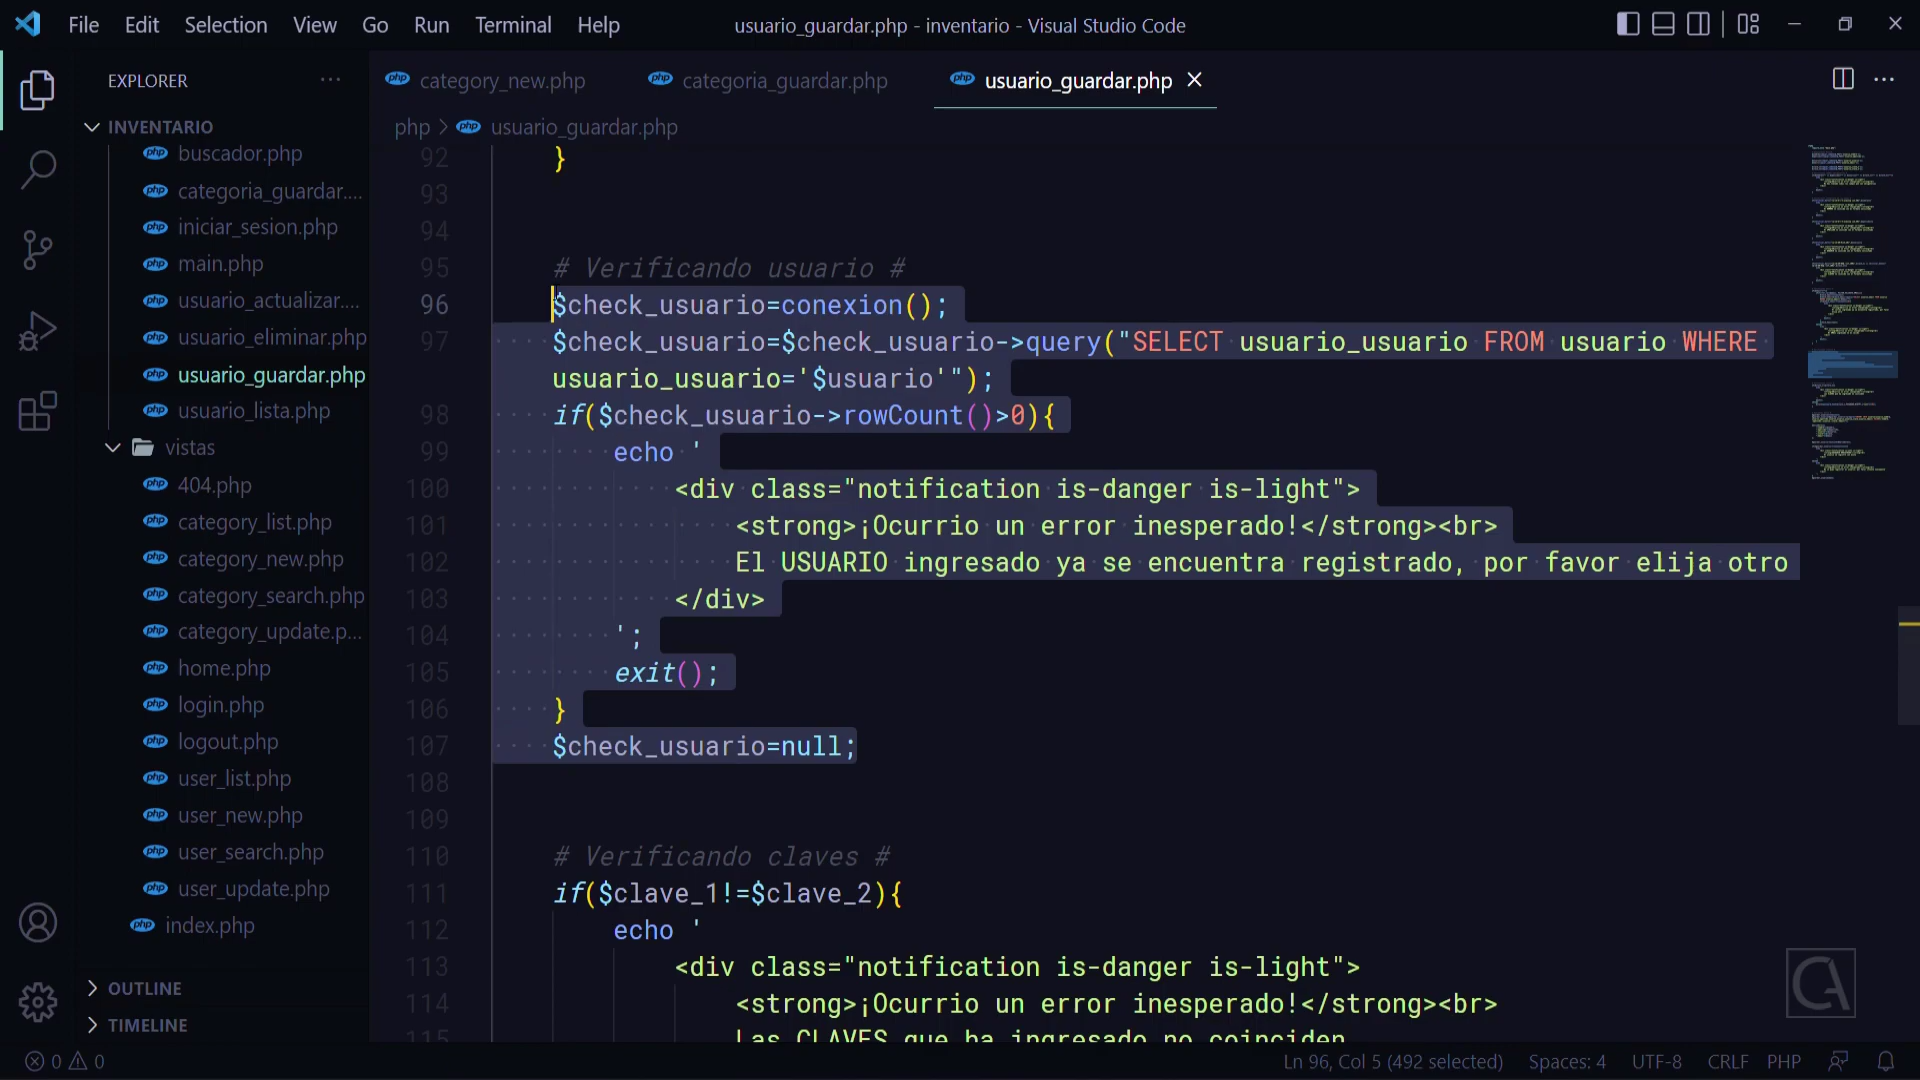 File Edit Selection View Go Run Terminal Help
usuario_guardar.php - inventario - Visual Studio Code
EXPLORER
INVENTARIO
buscador.php
categoria_guardar....
iniciar_sesion.php
main.php
usuario_actualizar....
usuario_eliminar.php
usuario_guardar.php
usuario_lista.php
vistas
404.php
category_list.php
category_new.php
category_search.php
category_update.p...
home.php
login.php
logout.php
user_list.php
user_new.php
user_search.php
user_update.php
index.php
OUTLINE
TIMELINE
category_new.php categoria_guardar.php usuario_guardar.php
php > usuario_guardar.php
92 }
93
94
95 # Verificando usuario #
96 $check_usuario=conexion();
97 $check_usuario=$check_usuario->query("SELECT usuario_usuario FROM usuario WHERE
usuario_usuario='$usuario'");
98 if($check_usuario->rowCount()>0){
99 echo '
100 <div class="notification is-danger is-light">
101 <strong>¡Ocurrio un error inesperado!</strong><br>
102 El USUARIO ingresado ya se encuentra registrado, por favor elija otro
103 </div>
104 ';
105 exit();
106 }
107 $check_usuario=null;
108
109
110 # Verificando claves #
111 if($clave_1!=$clave_2){
112 echo '
113 <div class="notification is-danger is-light">
114 <strong>¡Ocurrio un error inesperado!</strong><br>
115 Las CLAVES que ha ingresado no coinciden
0 0
Ln 96, Col 5 (492 selected) Spaces: 4 UTF-8 CRLF PHP